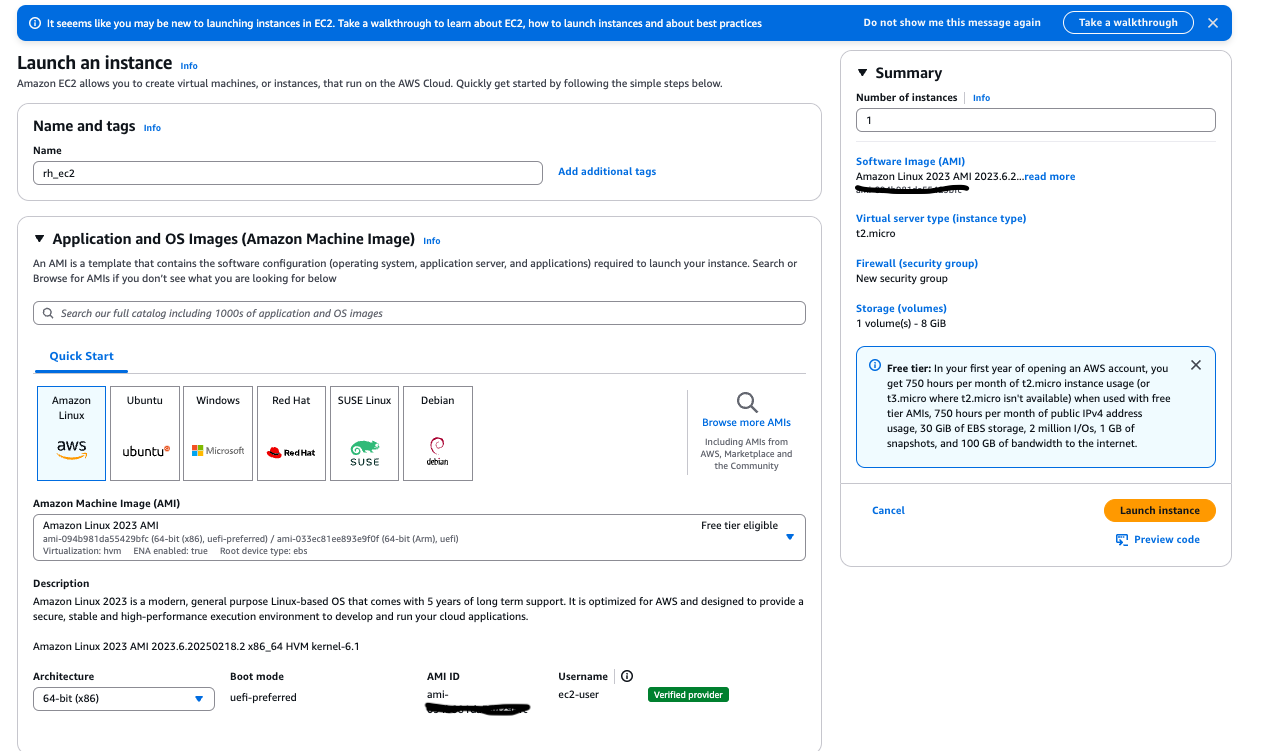 It seeems like you may be new to launching instances in EC2. Take a walkthrough to learn about EC2, how to launch instances and about best practices
Do not show me this message again
Take a walkthrough
Launch an instance Info
Amazon EC2 allows you to create virtual machines, or instances, that run on the AWS Cloud. Quickly get started by following the simple steps below.
Name and tags Info
Name
rh_ec2
Add additional tags
Application and OS Images (Amazon Machine Image) Info
An AMI is a template that contains the software configuration (operating system, application server, and applications) required to launch your instance. Search or
Browse for AMIs if you don't see what you are looking for below
Search our full catalog including 1000s of application and OS images
Quick Start
Amazon
Linux
aws
Ubuntu
ubuntu
Windows
Microsoft
Red Hat
Red Hat
SUSE Linux
SUSE
Debian
debian
Browse more AMIs
Including AMIs from
AWS, Marketplace and
the Community
Amazon Machine Image (AMI)
Amazon Linux 2023 AMI
Free tier eligible
ami-094b981da55429bfc (64-bit (x86), uefi-preferred) / ami-033ec81ee893e9f0f (64-bit (Arm), uefi)
Virtualization: hvm ENA enabled: true Root device type: ebs
Description
Amazon Linux 2023 is a modern, general purpose Linux-based OS that comes with 5 years of long term support. It is optimized for AWS and designed to provide a
secure, stable and high-performance execution environment to develop and run your cloud applications.
Amazon Linux 2023 AMI 2023.6.20250218.2 x86_64 HVM kernel-6.1
Architecture
64-bit (x86)
Boot mode
uefi-preferred
AMI ID
ami-
Username
ec2-user
Verified provider
Summary
Number of instances Info
1
Software Image (AMI)
Amazon Linux 2023 AMI 2023.6.2...read more
Virtual server type (instance type)
t2.micro
Firewall (security group)
New security group
Storage (volumes)
1 volume(s) - 8 GiB
Free tier: In your first year of opening an AWS account, you
get 750 hours per month of t2.micro instance usage (or
t3.micro where t2.micro isn't available) when used with free
tier AMIs, 750 hours per month of public IPv4 address
usage, 30 GiB of EBS storage, 2 million I/Os, 1 GB of
snapshots, and 100 GB of bandwidth to the internet.
Cancel
Launch instance
Preview code